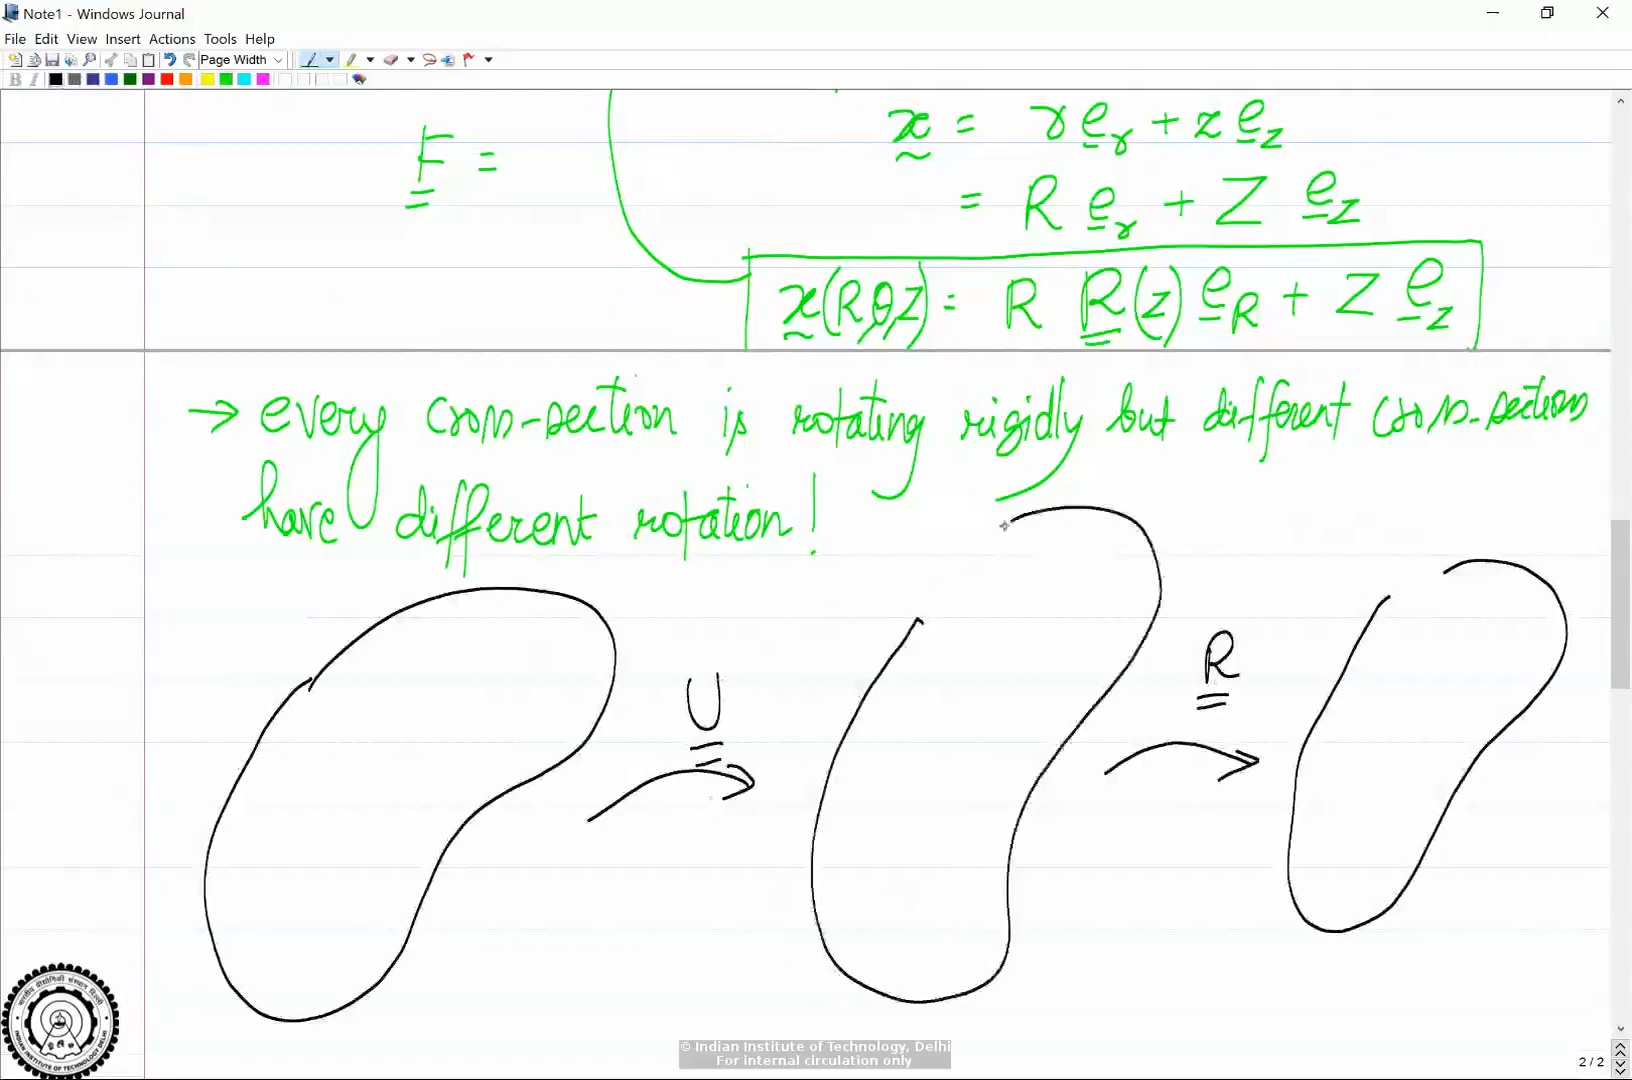 Note1 - Windows Journal
File Edit View Insert Actions Tools Help
Page Width
B I
x = r e_r + z e_z
F =
= R e_r + Z e_z
x(R,θ,Z) = R R(z) e_R + Z e_z
→ every cross-section is rotating rigidly but different cross-sections
have different rotation!
U
R
© Indian Institute of Technology, Delhi
For internal circulation only
2 / 2